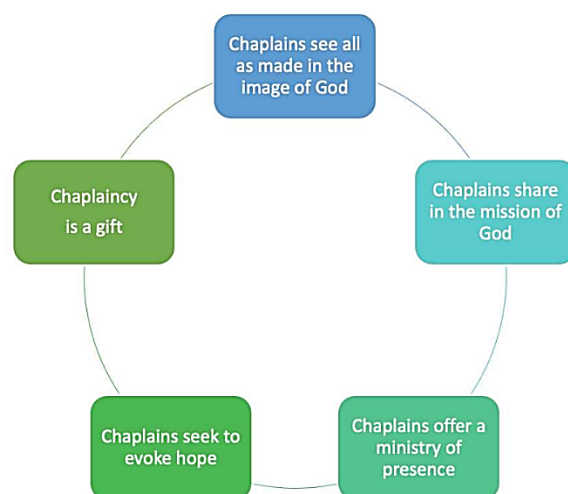 Chaplains see all
as made in the
image of God
Chaplains share
in the mission of
God
Chaplains offer a
ministry of
presence
Chaplains seek to
evoke hope
Chaplaincy
is a gift